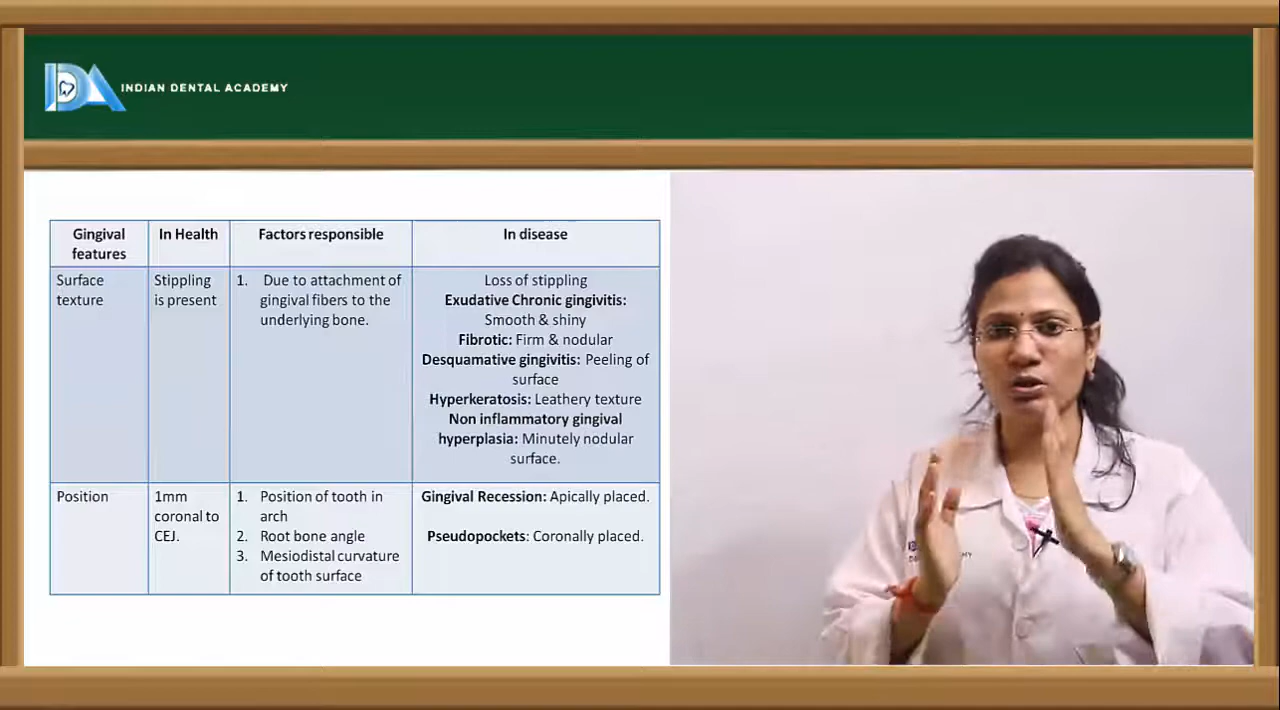 INDIAN DENTAL ACADEMY
Gingival
features
In Health
Factors responsible
In disease
Surface
texture
Stippling
is present
1. Due to attachment of
gingival fibers to the
underlying bone.
Loss of stippling
Exudative Chronic gingivitis:
Smooth & shiny
Fibrotic: Firm & nodular
Desquamative gingivitis: Peeling of
surface
Hyperkeratosis: Leathery texture
Non inflammatory gingival
hyperplasia: Minutely nodular
surface.
Position
1mm
coronal to
CEJ.
1. Position of tooth in
arch
2. Root bone angle
3. Mesiodistal curvature
of tooth surface
Gingival Recession: Apically placed.
Pseudopockets: Coronally placed.